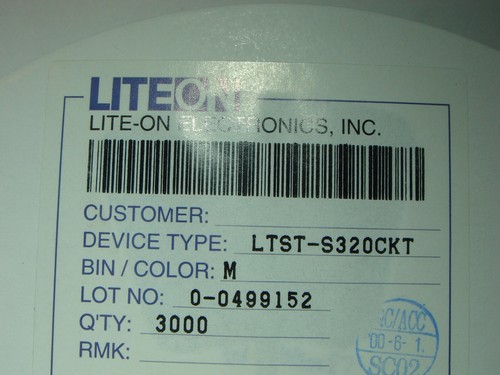 LITEON
LITE-ON ELECTRONICS, INC.
CUSTOMER:
DEVICE TYPE: LTST-S320CKT
BIN / COLOR: M
LOT NO: 0-0499152
Q'TY: 3000
RMK:
QC/ACC
'00-6-1.
SC02